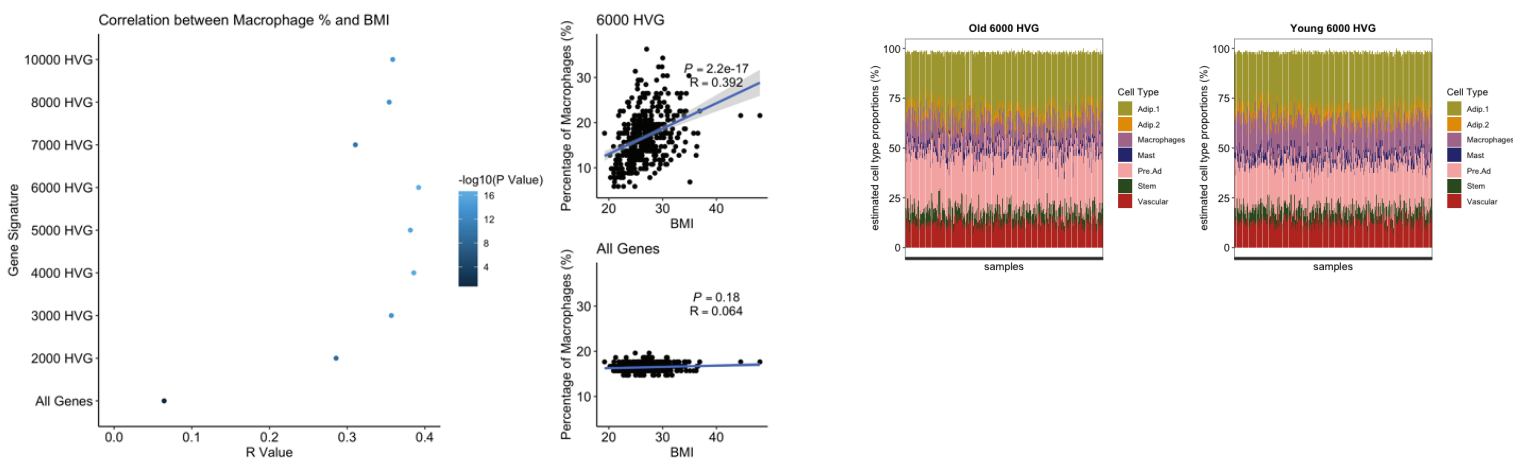 Correlation between Macrophage % and BMI
Gene Signature
10000 HVG
8000 HVG
7000 HVG
6000 HVG
5000 HVG
4000 HVG
3000 HVG
2000 HVG
All Genes
0.0 0.1 0.2 0.3 0.4
R Value
-log10(P Value)
16
12
8
4
6000 HVG
Percentage of Macrophages (%)
30
20
10
P = 2.2e-17
R = 0.392
20 30 40
BMI
All Genes
Percentage of Macrophages (%)
30
20
10
P = 0.18
R = 0.064
20 30 40
BMI
Old 6000 HVG
estimated cell type proportions (%)
100
75
50
25
0
samples
Cell Type
Adip.1
Adip.2
Macrophages
Mast
Pre.Ad
Stem
Vascular
Young 6000 HVG
estimated cell type proportions (%)
100
75
50
25
0
samples
Cell Type
Adip.1
Adip.2
Macrophages
Mast
Pre.Ad
Stem
Vascular